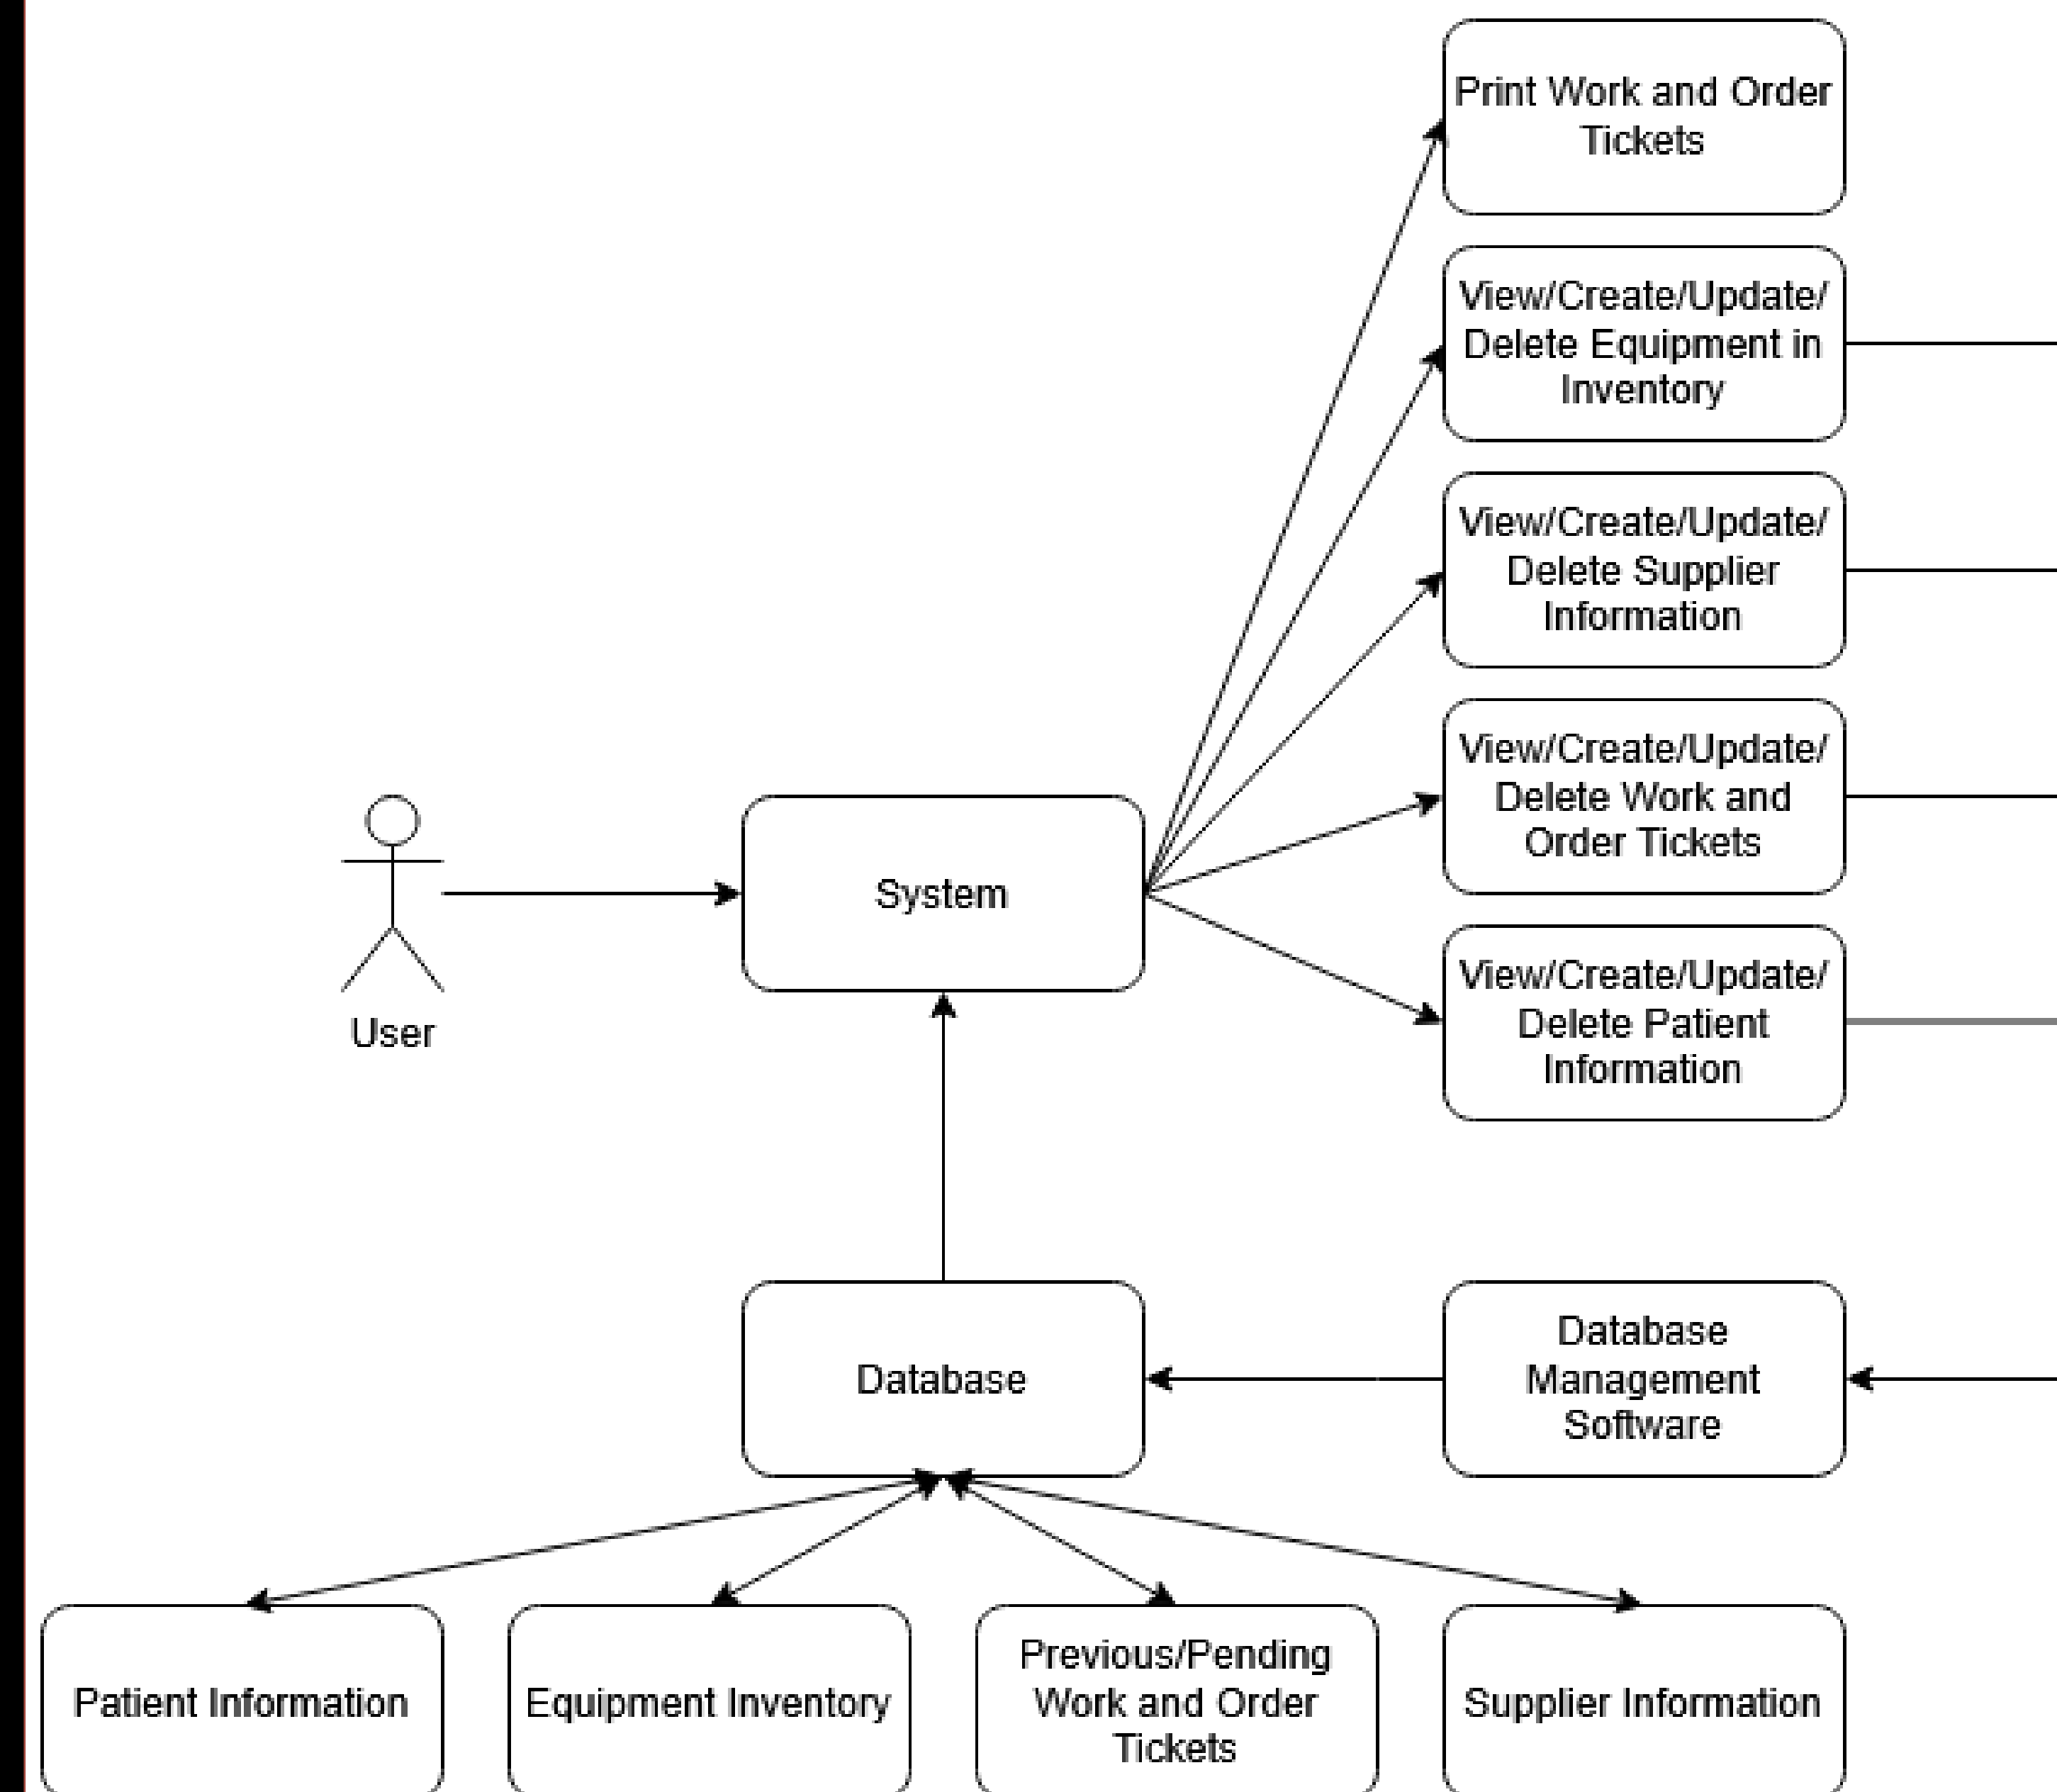 Print Work and Order
Tickets
View/Create/Update/
Delete Equipment in
Inventory
View/Create/Update/
Delete Supplier
Information
View/Create/Update/
Delete Work and
Order Tickets
System
User
View/Create/Update/
Delete Patient
Information
Database
Database
Management
Software
Patient Information
Equipment Inventory
Previous/Pending
Work and Order
Tickets
Supplier Information